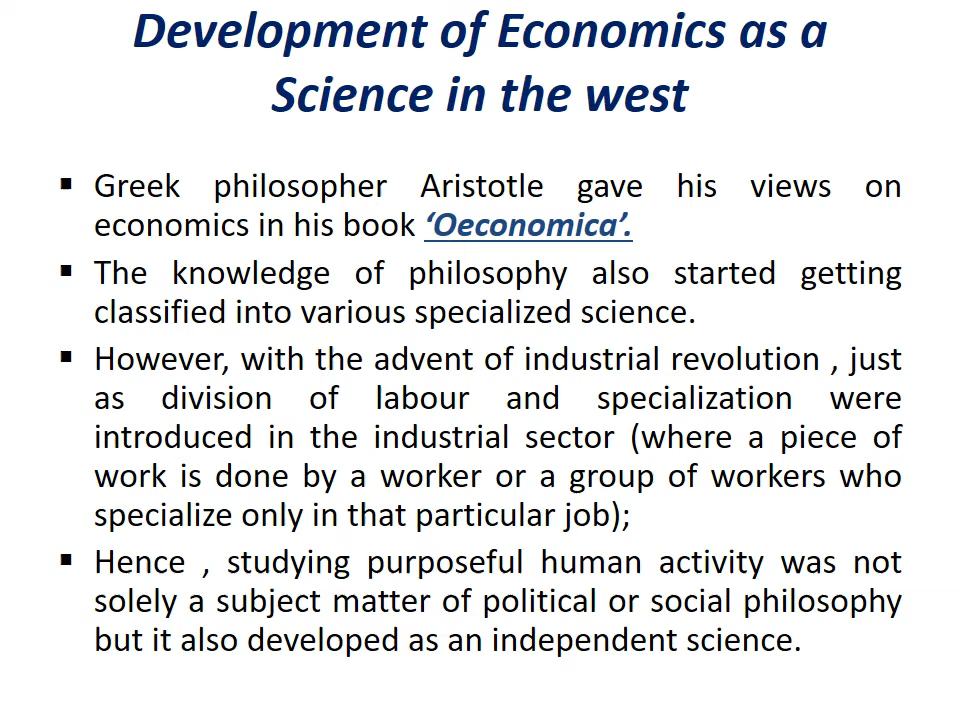 Development of Economics as a
Science in the west
▪ Greek philosopher Aristotle gave his views on
economics in his book ‘Oeconomica’.
▪ The knowledge of philosophy also started getting
classified into various specialized science.
▪ However, with the advent of industrial revolution , just
as division of labour and specialization were
introduced in the industrial sector (where a piece of
work is done by a worker or a group of workers who
specialize only in that particular job);
▪ Hence , studying purposeful human activity was not
solely a subject matter of political or social philosophy
but it also developed as an independent science.